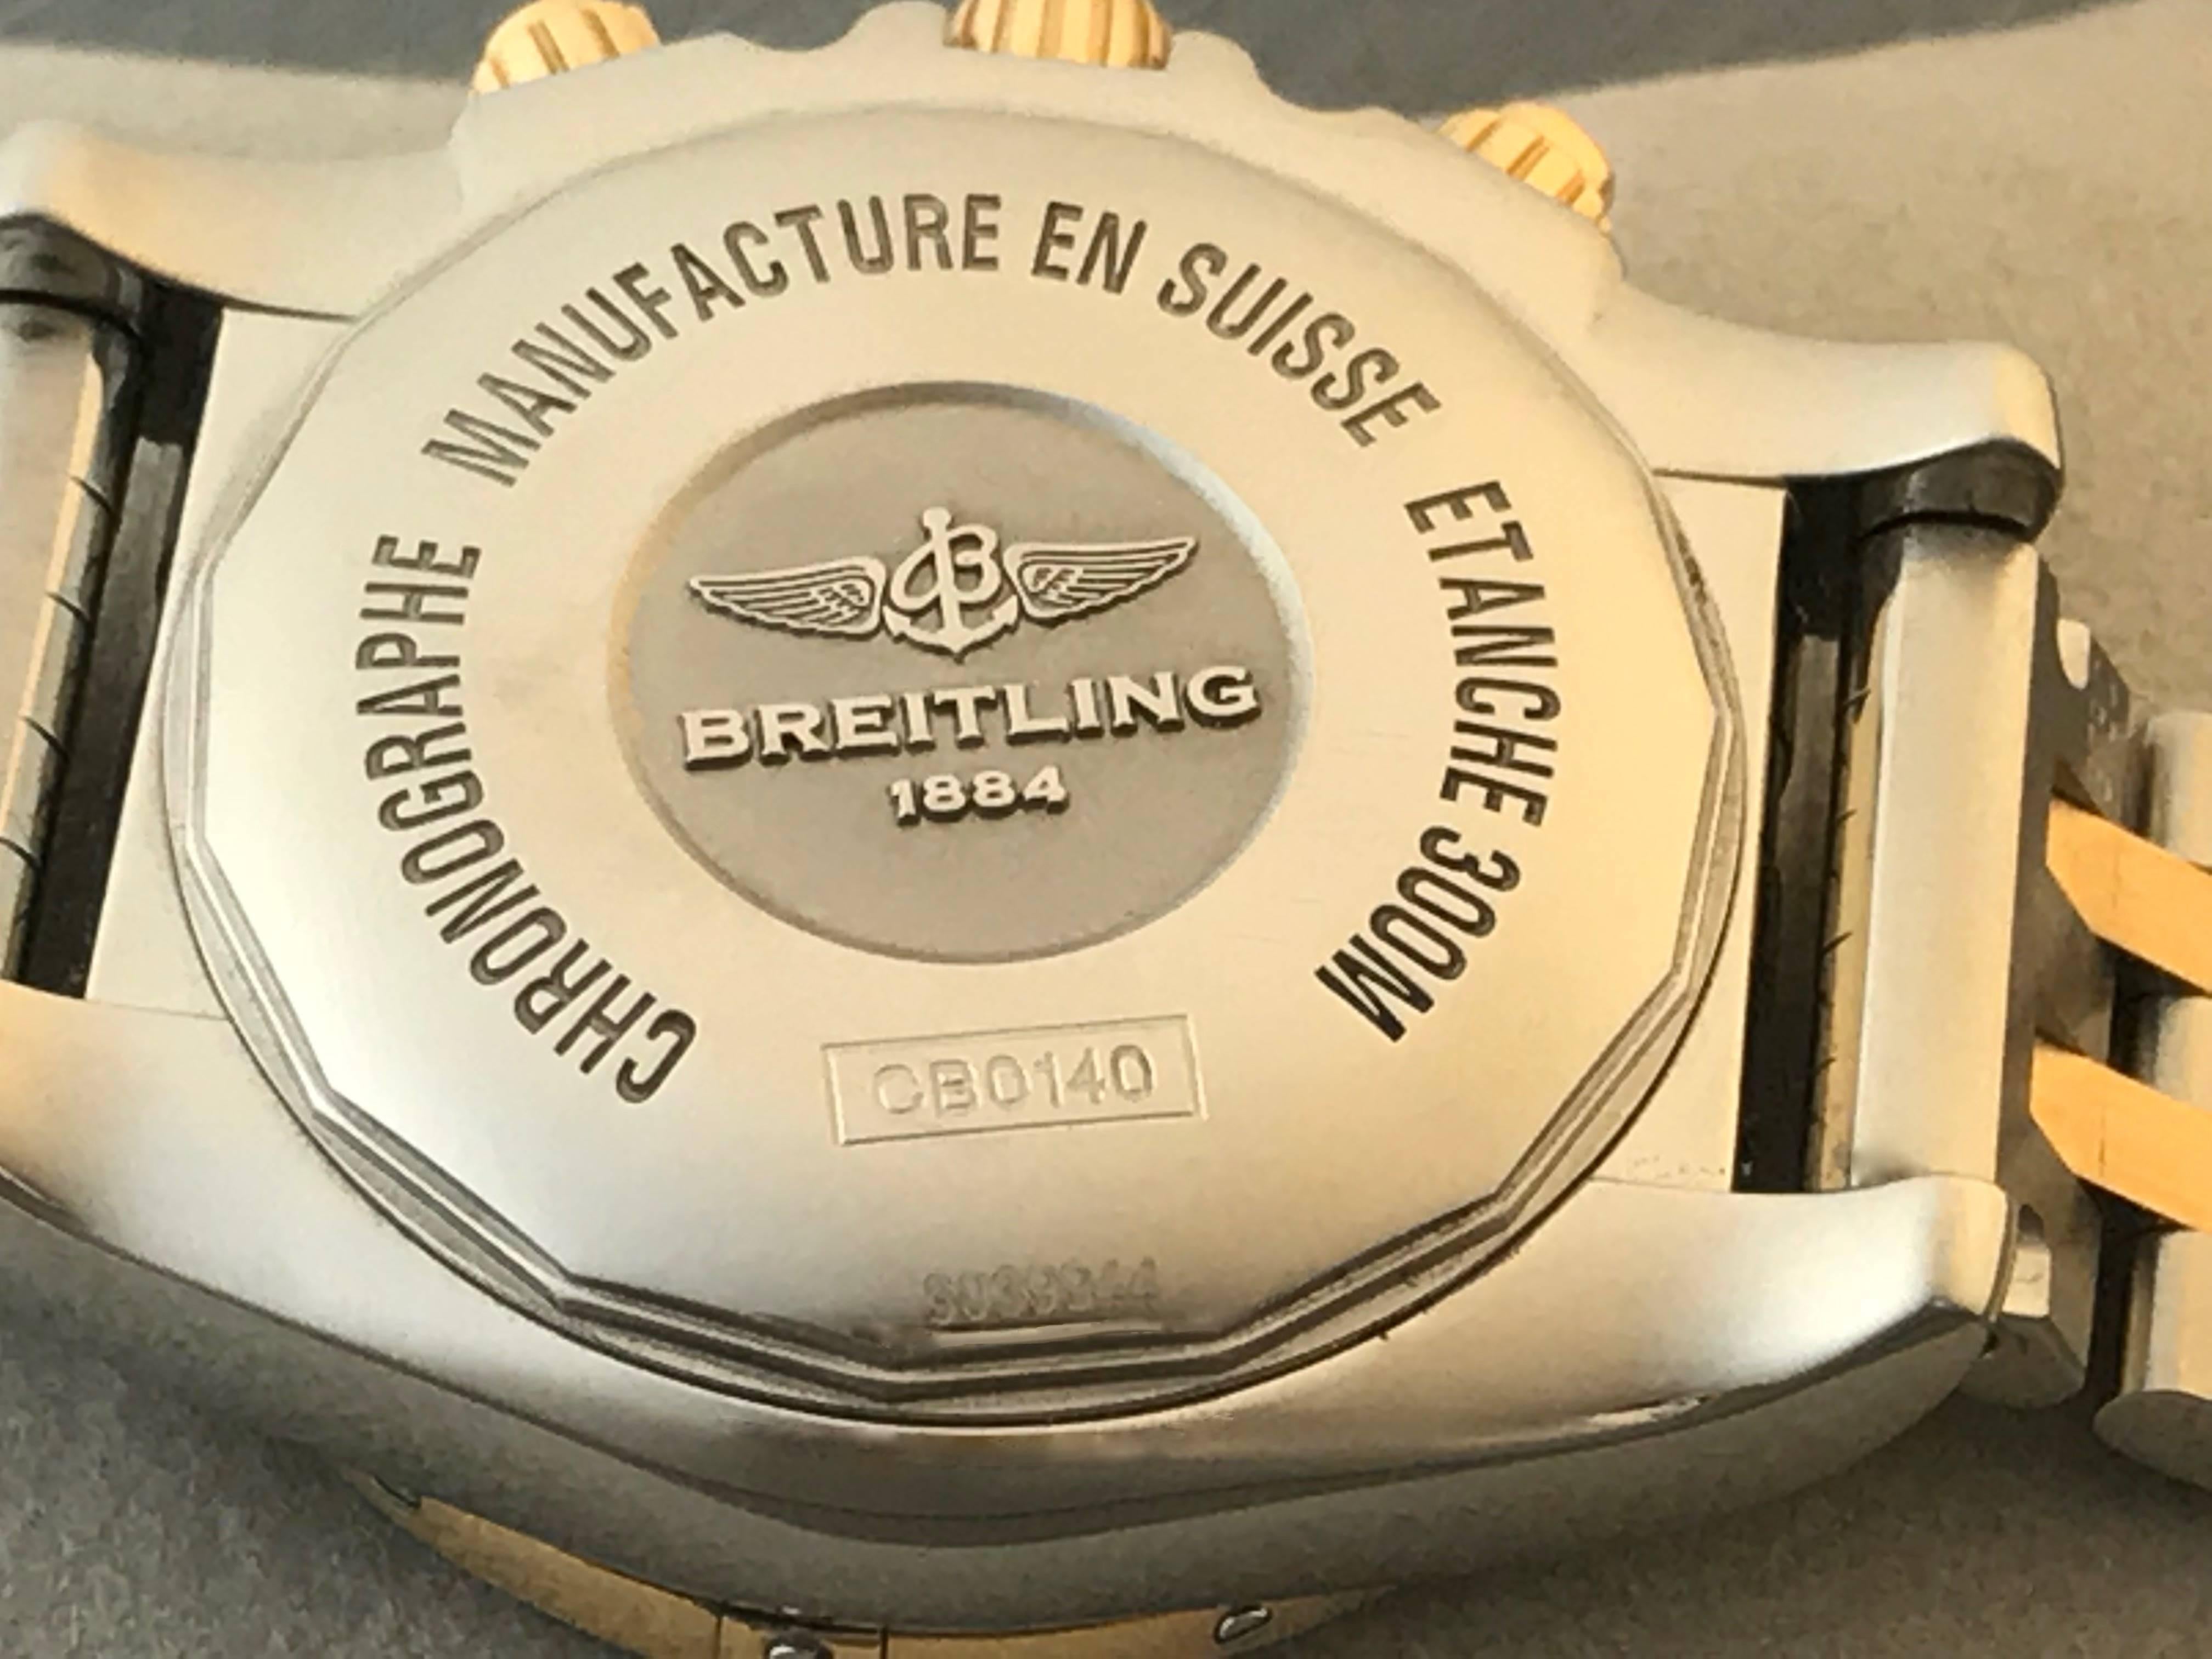 CHRONOGRAPHE MANUFACTURE EN SUISSE ETANCHE 300M
BREITLING
1884
CB0140